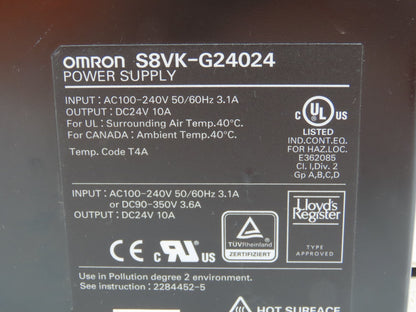 OMRON S8VK-G24024
POWER SUPPLY
INPUT : AC100-240V 50/60Hz 3.1A
OUTPUT : DC24V 10A
For UL : Surrounding Air Temp.40°C.
For CANADA : Ambient Temp.40°C.
Temp. Code T4A
C UL US
LISTED
IND.CONT.EQ.
FOR HAZ.LOC.
E362085
Cl. I, Div. 2
Gp A,B,C,D
INPUT : AC100-240V 50/60Hz 3.1A
or DC90-350V 3.6A
OUTPUT : DC24V 10A
CE c RU us
TÜVRheinland
ZERTIFIZIERT
Lloyd's
Register
TYPE
APPROVED
Use in Pollution degree 2 environment.
See instruction : 2284452-5
HOT SURFACE